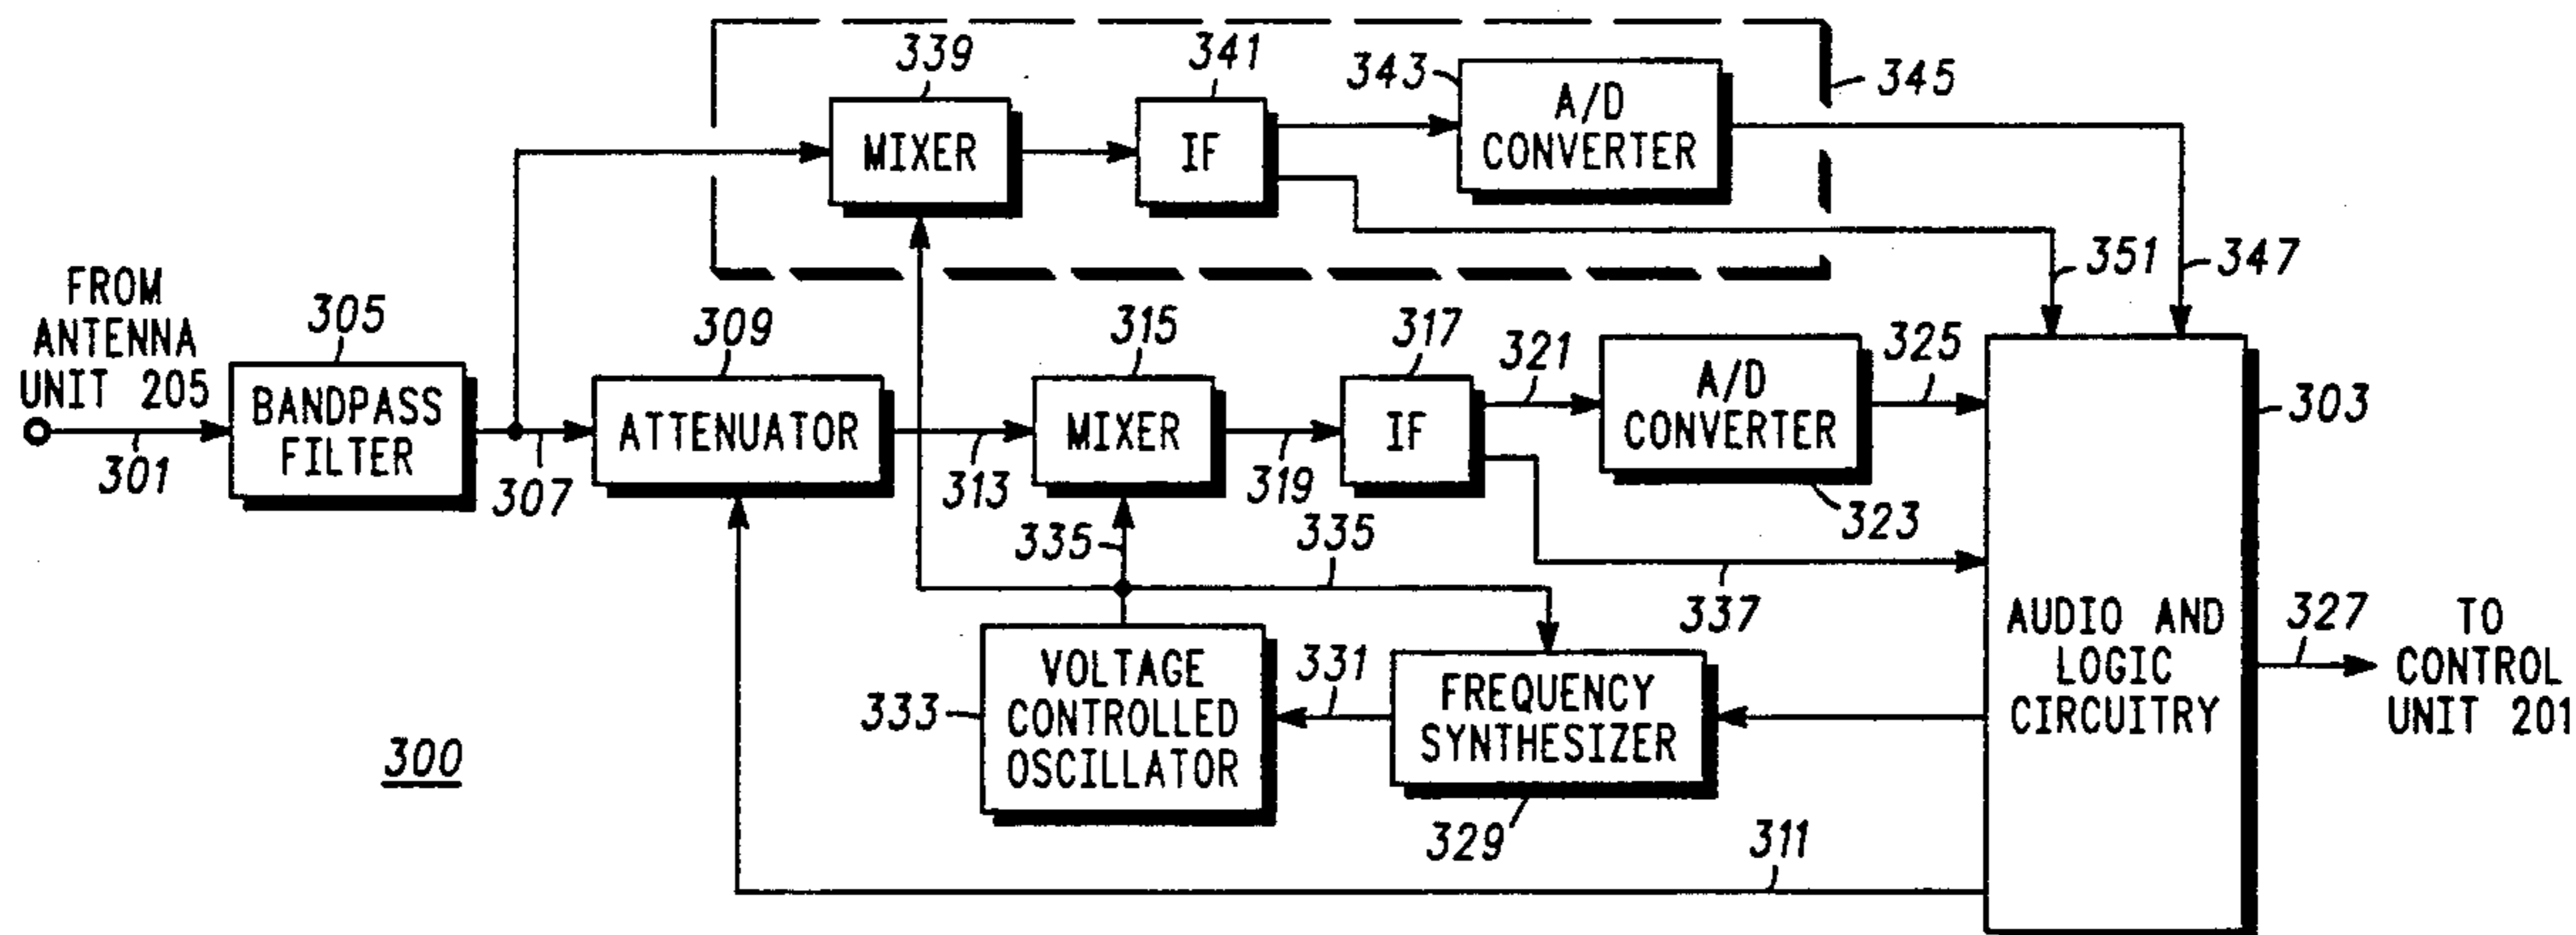 339
341
343
A/D
CONVERTER
345
MIXER
IF
351
347
FROM
ANTENNA
UNIT 205
301
305
BANDPASS
FILTER
307
309
ATTENUATOR
313
315
MIXER
319
317
IF
321
A/D
CONVERTER
323
325
303
335
335
337
AUDIO AND
LOGIC
CIRCUITRY
327
TO
CONTROL
UNIT 201
333
VOLTAGE
CONTROLLED
OSCILLATOR
331
FREQUENCY
SYNTHESIZER
329
300
311